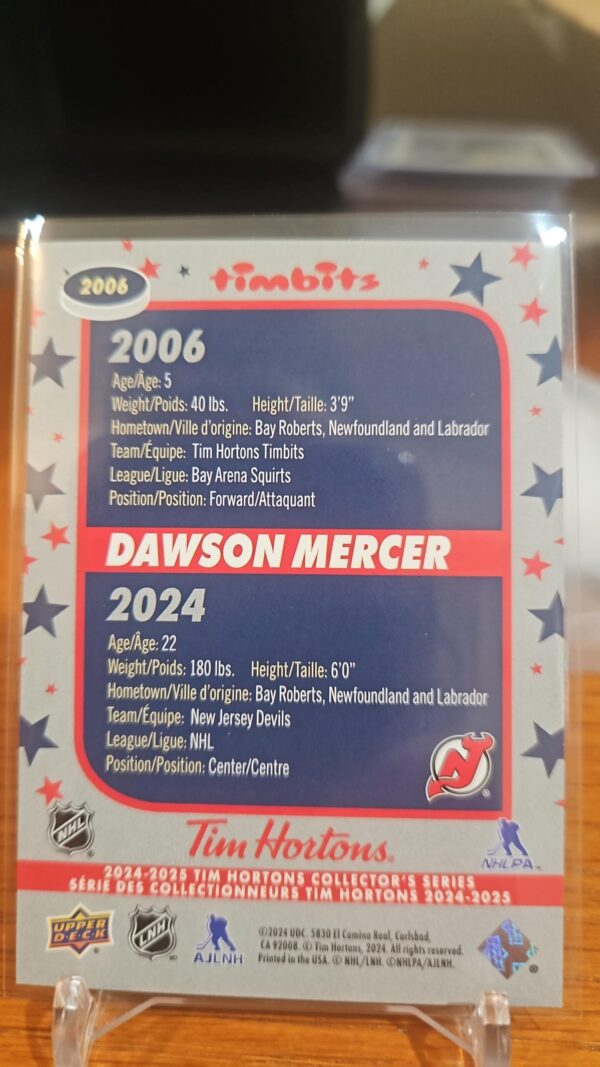 2006
timbits
2006
Age/Âge: 5
Weight/Poids: 40 lbs. Height/Taille: 3'9"
Hometown/Ville d'origine: Bay Roberts, Newfoundland and Labrador
Team/Équipe: Tim Hortons Timbits
League/Ligue: Bay Arena Squirts
Position/Position: Forward/Attaquant
DAWSON MERCER
2024
Age/Âge: 22
Weight/Poids: 180 lbs. Height/Taille: 6'0"
Hometown/Ville d'origine: Bay Roberts, Newfoundland and Labrador
Team/Équipe: New Jersey Devils
League/Ligue: NHL
Position/Position: Center/Centre
NJ
NHL
Tim Hortons.
NHLPA
2024-2025 TIM HORTONS COLLECTOR'S SERIES
SÉRIE DES COLLECTIONNEURS TIM HORTONS 2024-2025
UPPER DECK
LNH
AJLNH
©2024 UDC. 5830 El Camino Real, Carlsbad,
CA 92008. © Tim Hortons, 2024. All rights reserved.
Printed in the USA. © NHL/LNH. ©NHLPA/AJLNH.